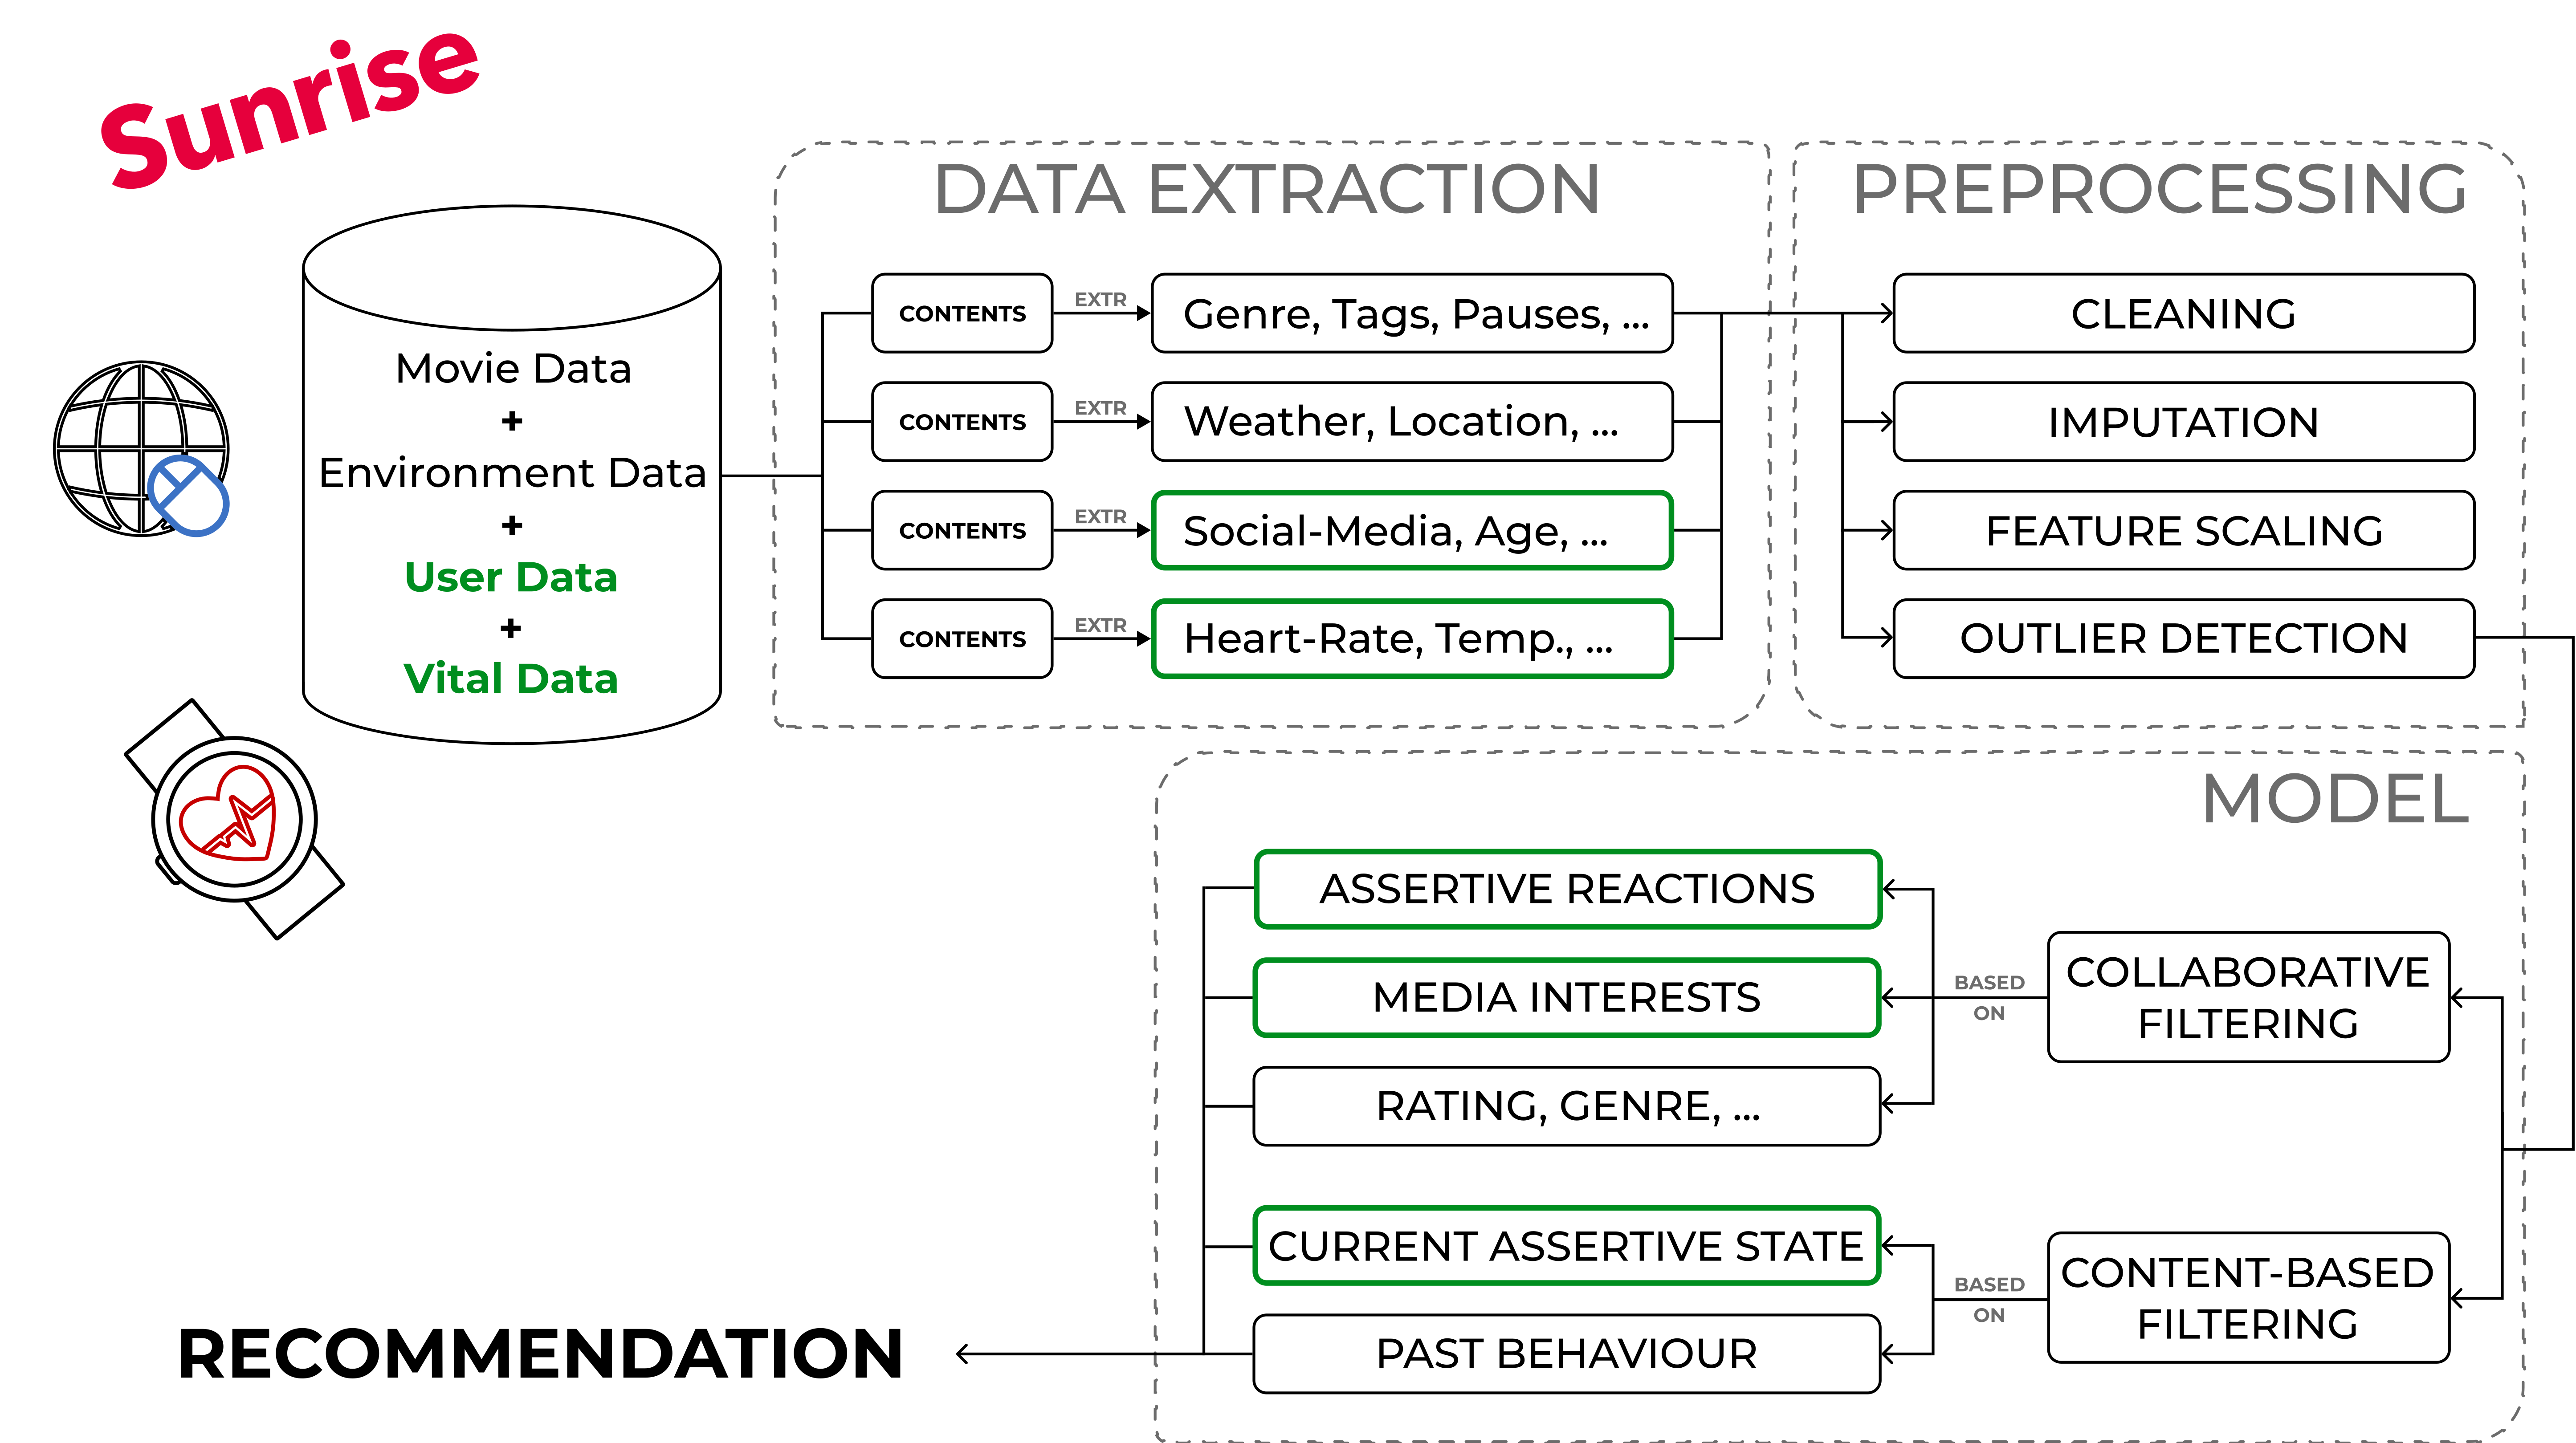 Sunrise
Movie Data
+
Environment Data
+
User Data
+
Vital Data
DATA EXTRACTION
CONTENTS
EXTR
Genre, Tags, Pauses, ...
CONTENTS
EXTR
Weather, Location, ...
CONTENTS
EXTR
Social-Media, Age, ...
CONTENTS
EXTR
Heart-Rate, Temp., ...
PREPROCESSING
CLEANING
IMPUTATION
FEATURE SCALING
OUTLIER DETECTION
MODEL
COLLABORATIVE
FILTERING
BASED
ON
ASSERTIVE REACTIONS
MEDIA INTERESTS
RATING, GENRE, ...
CONTENT-BASED
FILTERING
BASED
ON
CURRENT ASSERTIVE STATE
PAST BEHAVIOUR
RECOMMENDATION